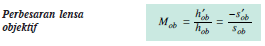 Perbesaran lensa
objektif
M_ob = h'_ob / h_ob = -s'_ob / s_ob